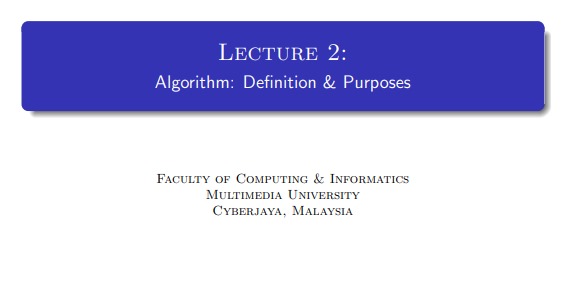 Lecture 2:
Algorithm: Definition & Purposes
Faculty of Computing & Informatics
Multimedia University
Cyberjaya, Malaysia